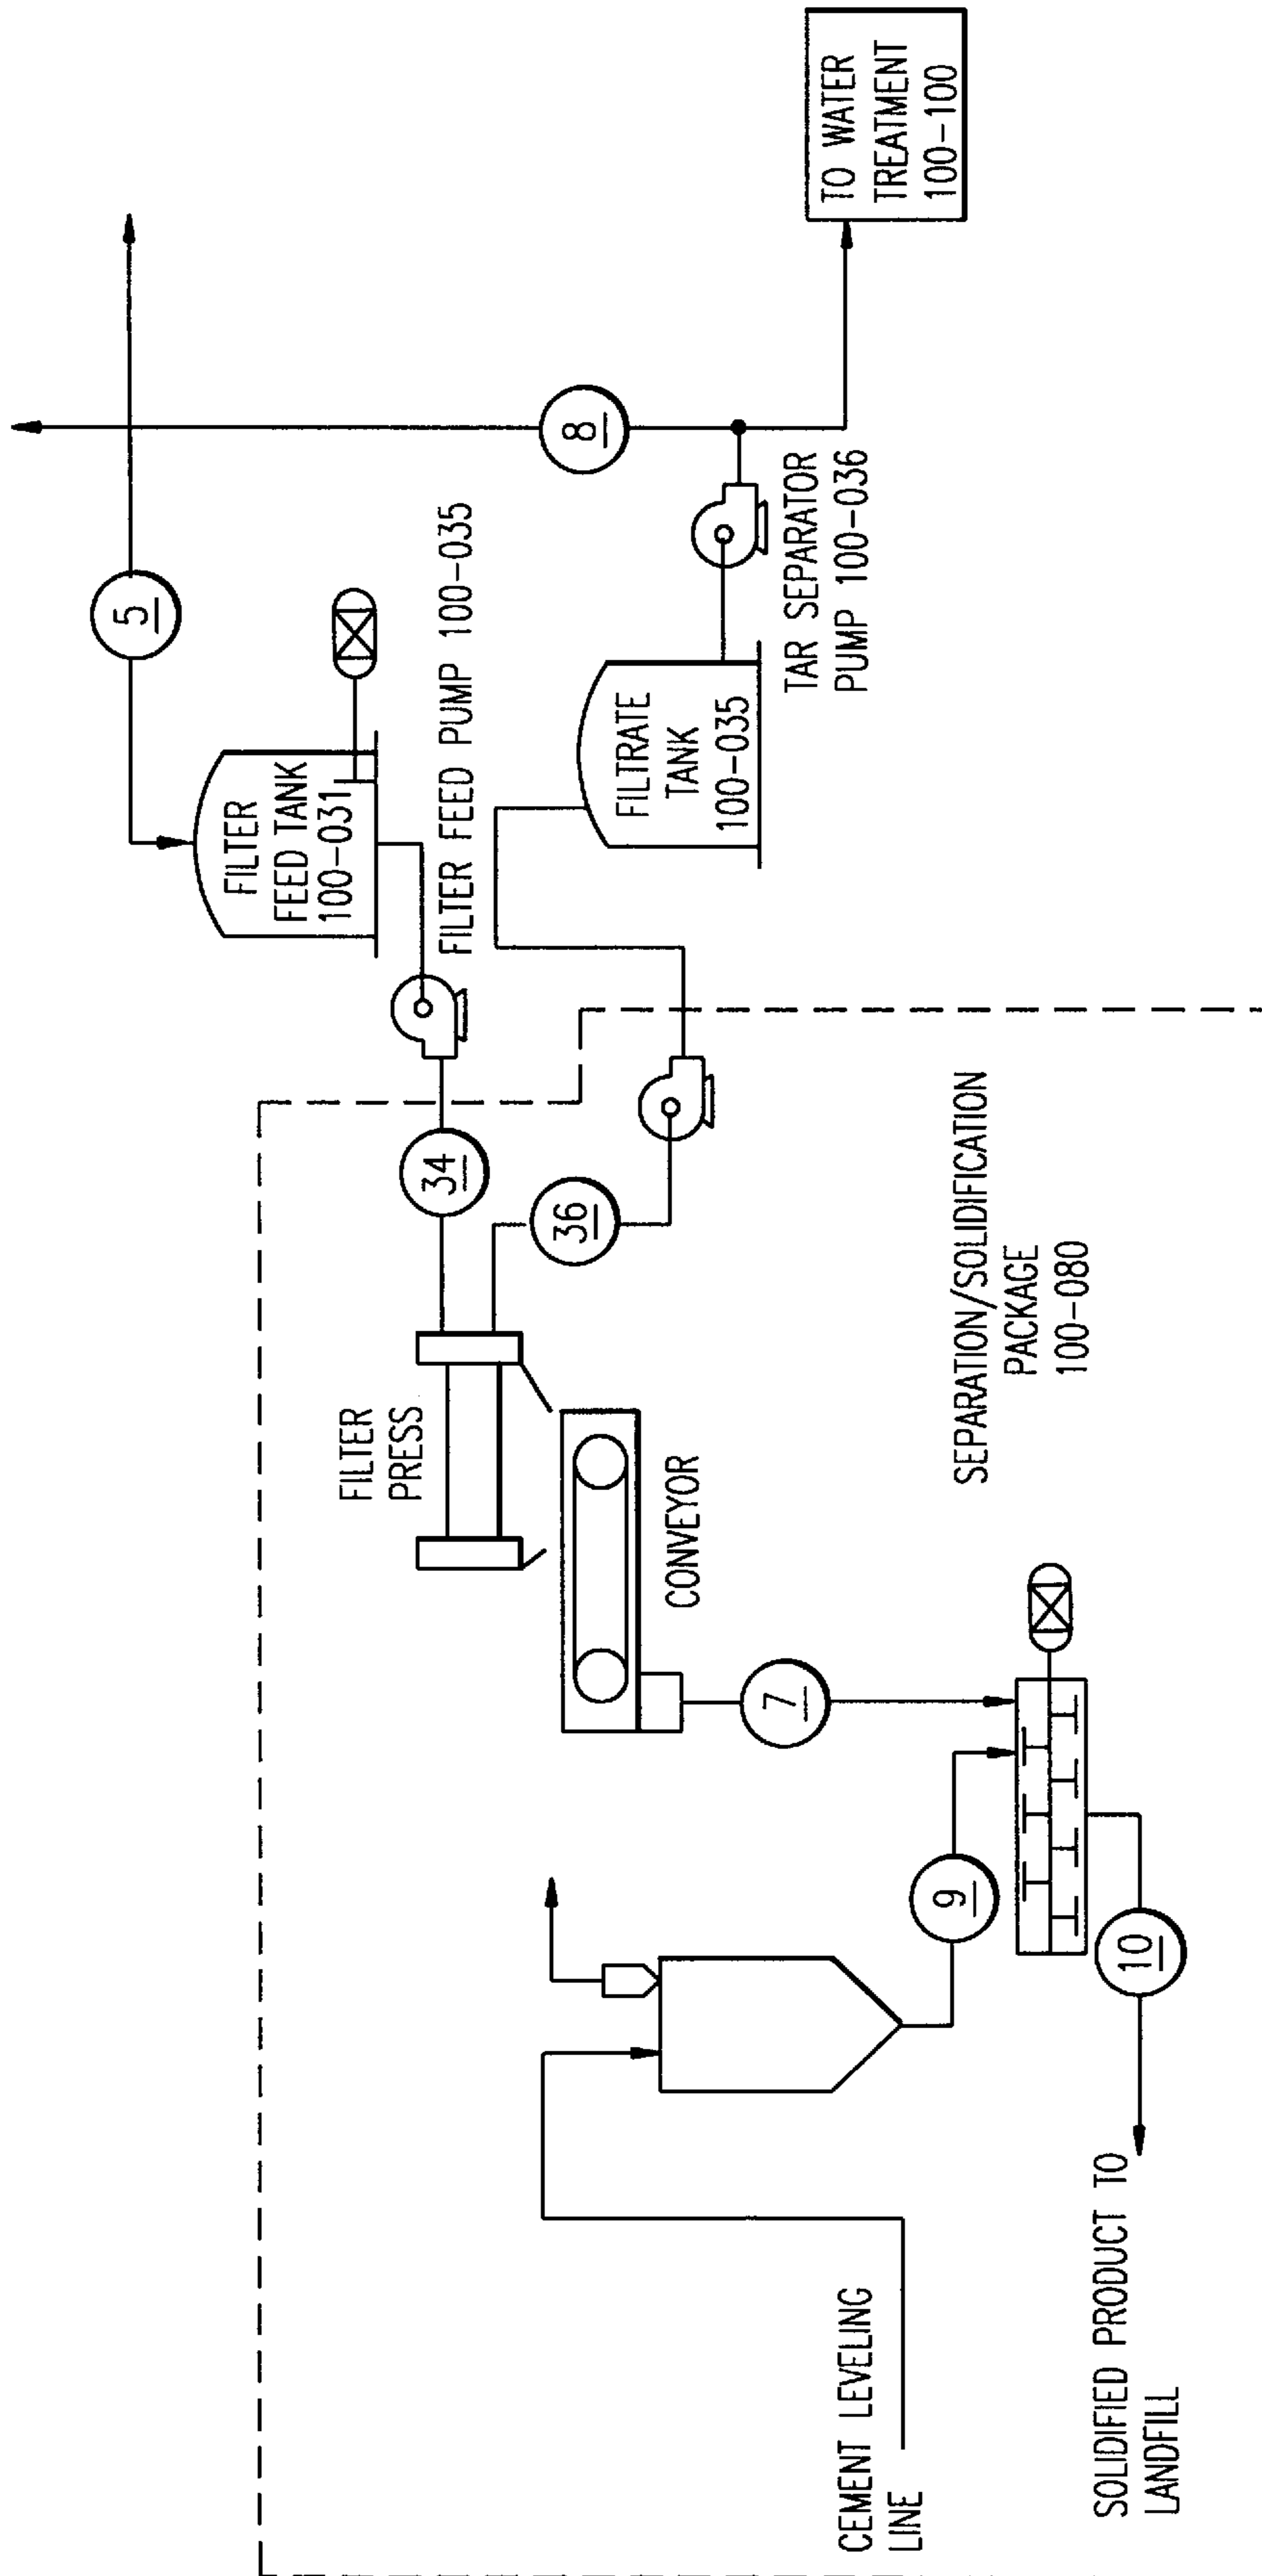 CEMENT LEVELING
LINE
SOLIDIFIED PRODUCT TO
LANDFILL
10
9
7
CONVEYOR
FILTER
PRESS
34
36
SEPARATION/SOLIDIFICATION
PACKAGE
100-080
FILTER
FEED TANK
100-031
FILTER FEED PUMP 100-035
5
FILTRATE
TANK
100-035
TAR SEPARATOR
PUMP 100-036
8
TO WATER
TREATMENT
100-100